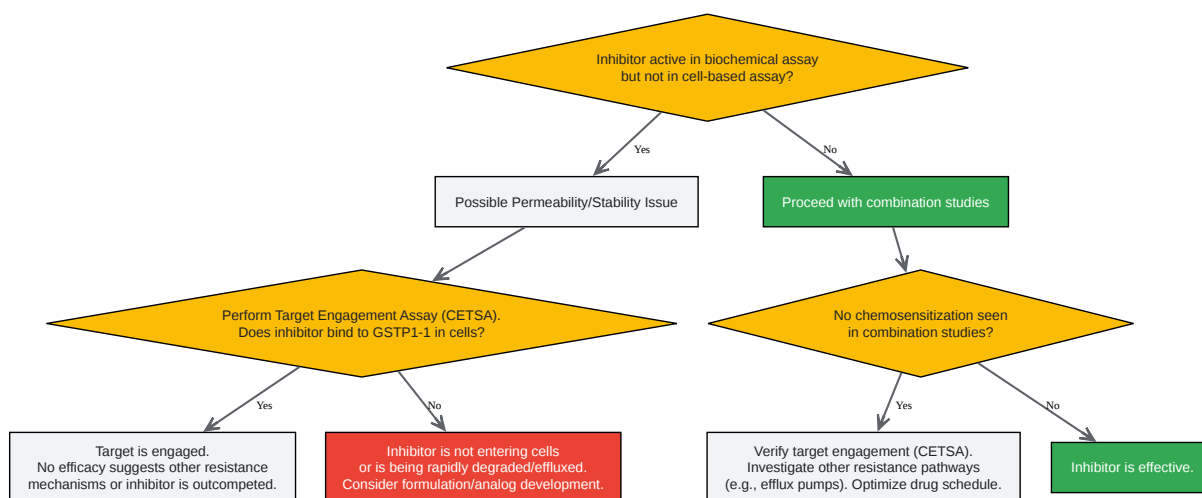 Inhibitor active in biochemical assay
but not in cell-based assay?
Yes
No
Possible Permeability/Stability Issue
Proceed with combination studies
Perform Target Engagement Assay (CETSA).
Does inhibitor bind to GSTP1-1 in cells?
No chemosensitization seen
in combination studies?
Yes
No
Yes
No
Target is engaged.
No efficacy suggests other resistance
mechanisms or inhibitor is outcompeted.
Inhibitor is not entering cells
or is being rapidly degraded/effluxed.
Consider formulation/analog development.
Verify target engagement (CETSA).
Investigate other resistance pathways
(e.g., efflux pumps). Optimize drug schedule.
Inhibitor is effective.